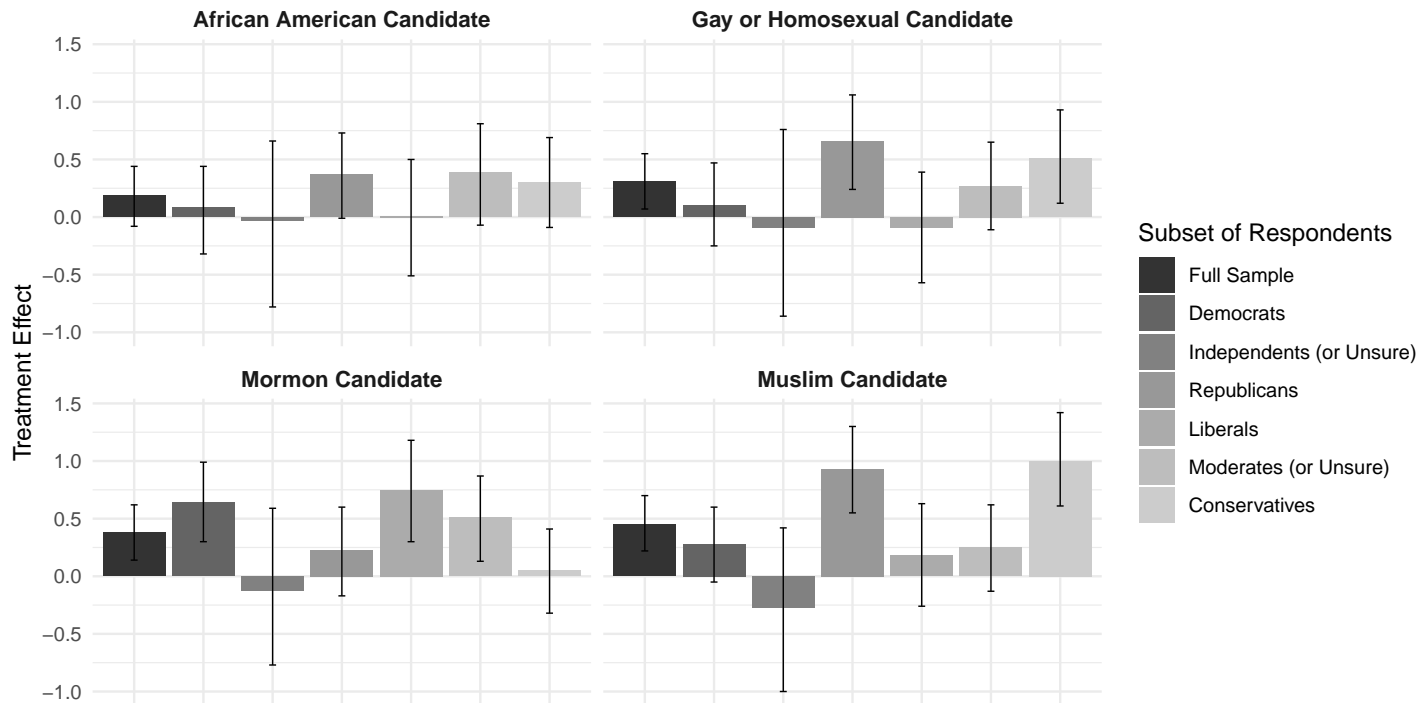 African American Candidate
Gay or Homosexual Candidate
1.5
1.0
0.5
0.0
−0.5
−1.0
Mormon Candidate
Muslim Candidate
1.5
1.0
0.5
0.0
−0.5
−1.0
Treatment Effect
Subset of Respondents
Full Sample
Democrats
Independents (or Unsure)
Republicans
Liberals
Moderates (or Unsure)
Conservatives